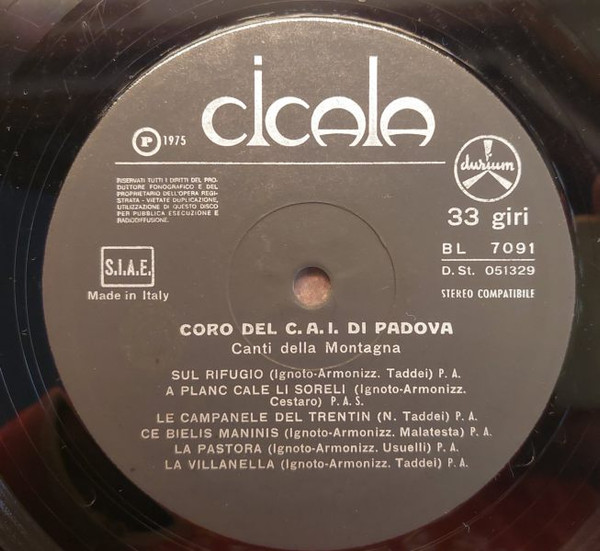 cicala
P 1975
durium
RISERVATI TUTTI I DIRITTI DEL PRO-
DUTTORE FONOGRAFICO E DEL
PROPRIETARIO DELL'OPERA REGI-
STRATA - VIETATE DUPLICAZIONE,
UTILIZZAZIONE DI QUESTO DISCO
PER PUBBLICA ESECUZIONE E
RADIODIFFUSIONE.
33 giri
BL 7091
D. St. 051329
STEREO COMPATIBILE
S.I.A.E.
Made in Italy
CORO DEL C.A.I. DI PADOVA
Canti della Montagna
SUL RIFUGIO (Ignoto-Armonizz. Taddei) P. A.
A PLANC CALE LI SORELI (Ignoto-Armonizz.
Cestaro) P. A. S.
LE CAMPANELE DEL TRENTIN (N. Taddei) P. A.
CE BIELIS MANINIS (Ignoto-Armonizz. Malatesta) P. A.
LA PASTORA (Ignoto-Armonizz. Usuelli) P. A.
LA VILLANELLA (Ignoto-Armonizz. Taddei) P. A.